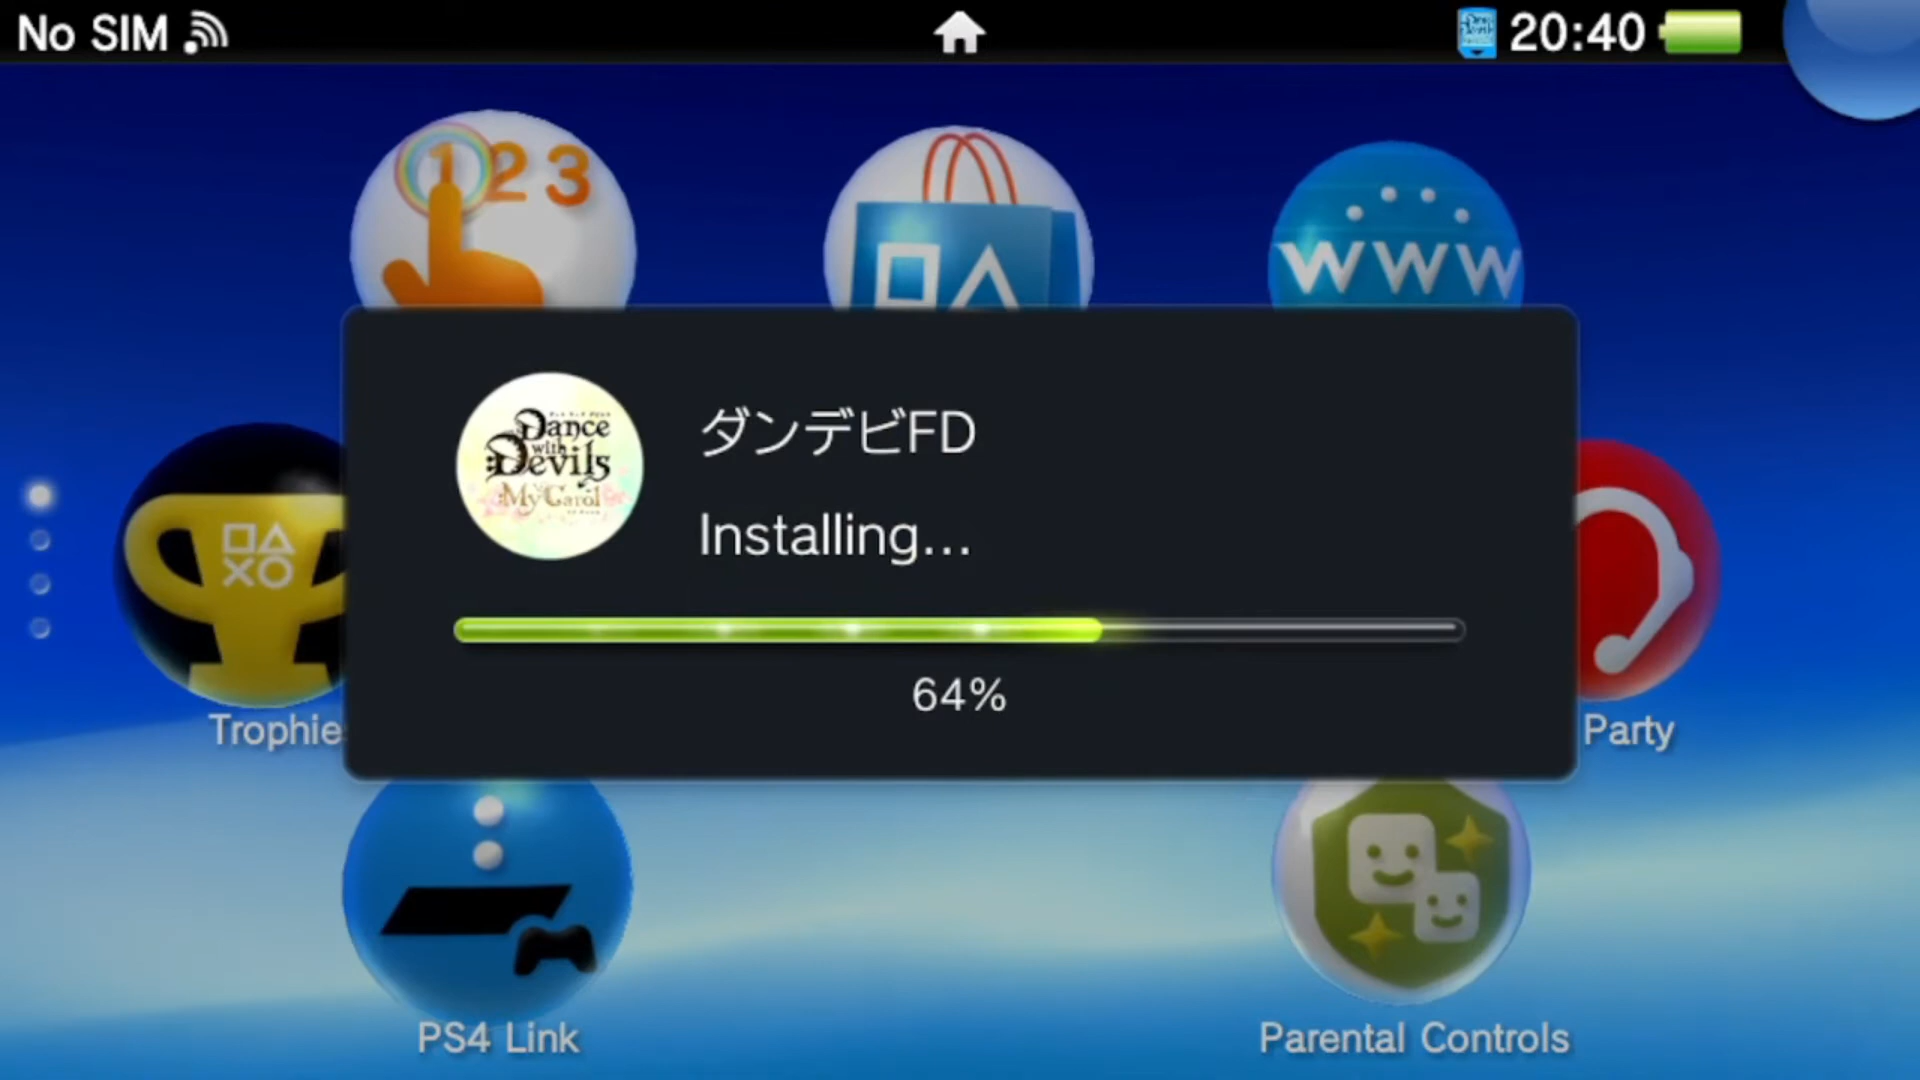 No SIM
20:40
123
www
ダンデビFD
Dance
with
Devils
My Carol
Installing...
64%
Trophie
Party
PS4 Link
Parental Controls